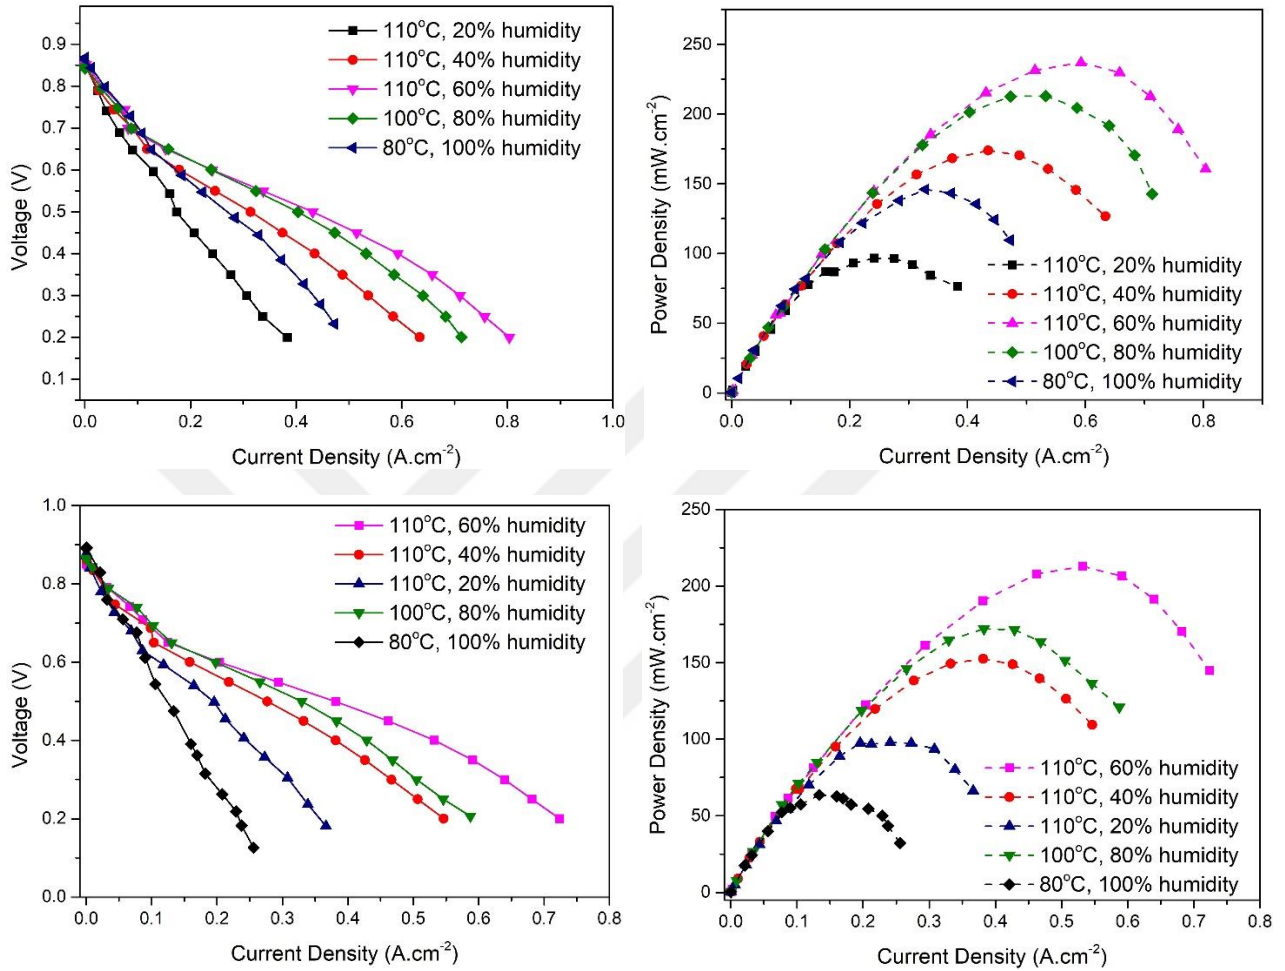 0.9
0.8
0.7
0.6
0.5
0.4
0.3
0.2
0.1
Voltage (V)
110°C, 20% humidity
110°C, 40% humidity
110°C, 60% humidity
100°C, 80% humidity
80°C, 100% humidity
0.0 0.2 0.4 0.6 0.8 1.0
Current Density (A.cm-2)
250
200
150
100
50
0
Power Density (mW.cm-2)
110°C, 20% humidity
110°C, 40% humidity
110°C, 60% humidity
100°C, 80% humidity
80°C, 100% humidity
0.0 0.2 0.4 0.6 0.8
Current Density (A.cm-2)
1.0
0.8
0.6
0.4
0.2
0.0
Voltage (V)
110°C, 60% humidity
110°C, 40% humidity
110°C, 20% humidity
100°C, 80% humidity
80°C, 100% humidity
0.0 0.1 0.2 0.3 0.4 0.5 0.6 0.7 0.8
Current Density (A.cm-2)
250
200
150
100
50
0
Power Density (mW.cm-2)
110°C, 60% humidity
110°C, 40% humidity
110°C, 20% humidity
100°C, 80% humidity
80°C, 100% humidity
0.0 0.1 0.2 0.3 0.4 0.5 0.6 0.7 0.8
Current Density (A.cm-2)